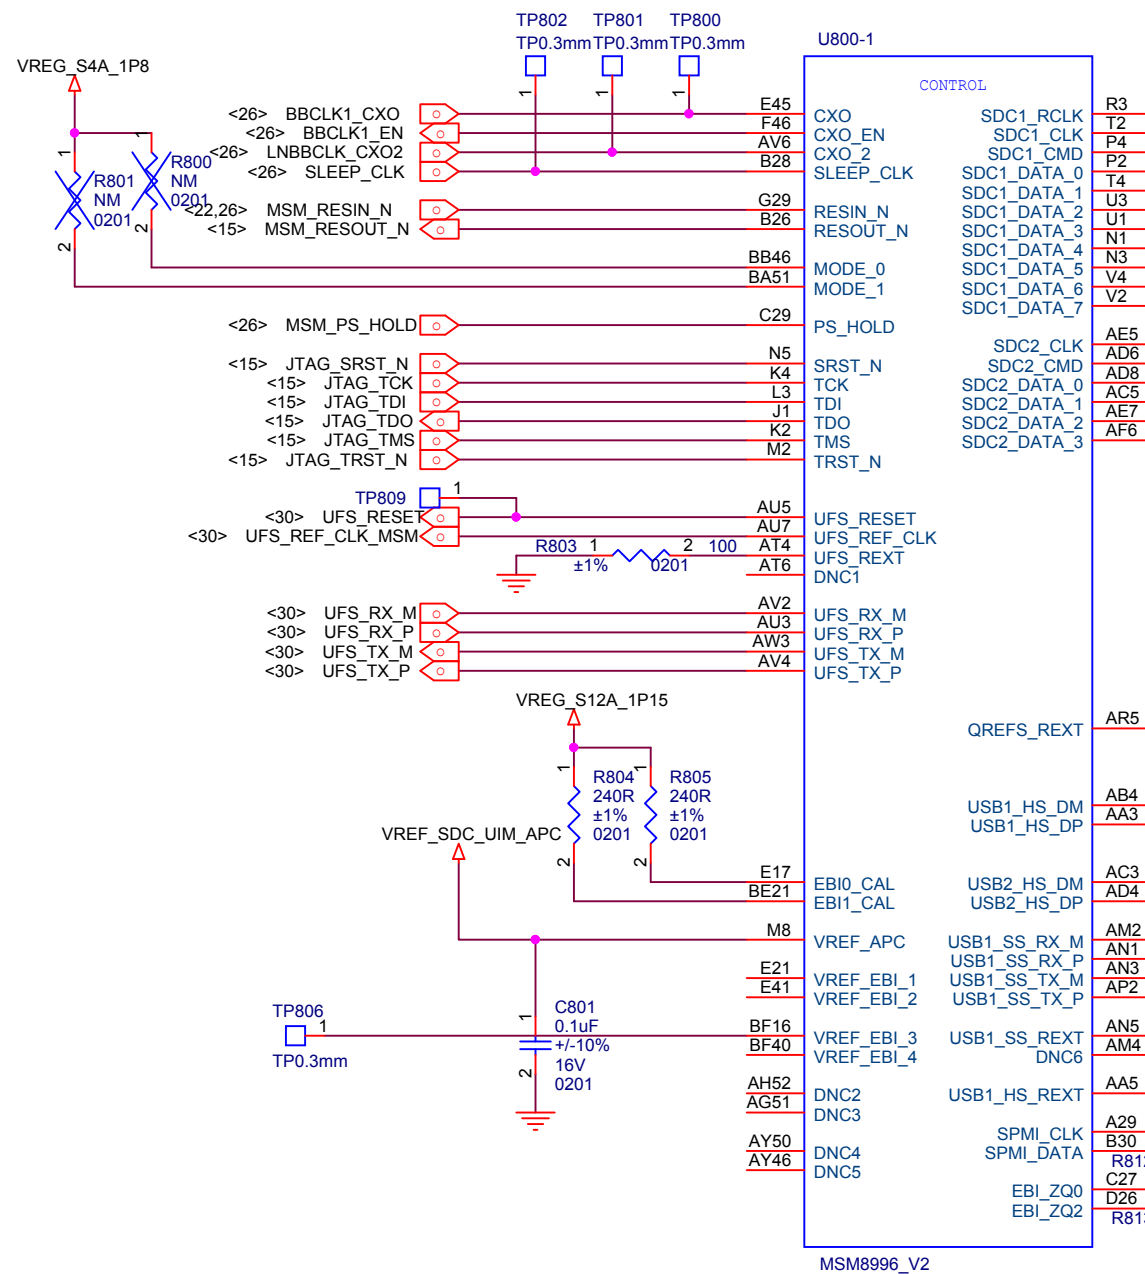 TP802 TP801 TP800
TP0.3mm TP0.3mm TP0.3mm
U800-1
CONTROL
VREG_S4A_1P8
1 1 1
<26> BBCLK1_CXO E45 CXO
<26> BBCLK1_EN F46 CXO_EN
<26> LNBBCLK_CXO2 AV6 CXO_2
<26> SLEEP_CLK B28 SLEEP_CLK
1 1
R801
NM
0201
2
R800
NM
0201
2
<22,26> MSM_RESIN_N G29 RESIN_N
<15> MSM_RESOUT_N B26 RESOUT_N
BB46 MODE_0
BA51 MODE_1
<26> MSM_PS_HOLD C29 PS_HOLD
<15> JTAG_SRST_N N5 SRST_N
<15> JTAG_TCK K4 TCK
<15> JTAG_TDI L3 TDI
<15> JTAG_TDO J1 TDO
<15> JTAG_TMS K2 TMS
<15> JTAG_TRST_N M2 TRST_N
TP809 1
<30> UFS_RESET AU5 UFS_RESET
<30> UFS_REF_CLK_MSM AU7 UFS_REF_CLK
R803 1 2 100 AT4 UFS_REXT
±1% 0201 AT6 DNC1
<30> UFS_RX_M AV2 UFS_RX_M
<30> UFS_RX_P AU3 UFS_RX_P
<30> UFS_TX_M AW3 UFS_TX_M
<30> UFS_TX_P AV4 UFS_TX_P
VREG_S12A_1P15
1 1
R804
240R
±1%
0201
2
R805
240R
±1%
0201
2
VREF_SDC_UIM_APC
E17 EBI0_CAL
BE21 EBI1_CAL
M8 VREF_APC
E21 VREF_EBI_1
E41 VREF_EBI_2
TP806 1
TP0.3mm
BF16 VREF_EBI_3
BF40 VREF_EBI_4
1
C801
0.1uF
+/-10%
16V
0201
2
AH52 DNC2
AG51 DNC3
AY50 DNC4
AY46 DNC5
SDC1_RCLK R3
SDC1_CLK T2
SDC1_CMD P4
SDC1_DATA_0 P2
SDC1_DATA_1 T4
SDC1_DATA_2 U3
SDC1_DATA_3 U1
SDC1_DATA_4 N1
SDC1_DATA_5 N3
SDC1_DATA_6 V4
SDC1_DATA_7 V2
SDC2_CLK AE5
SDC2_CMD AD6
SDC2_DATA_0 AD8
SDC2_DATA_1 AC5
SDC2_DATA_2 AE7
SDC2_DATA_3 AF6
QREFS_REXT AR5
USB1_HS_DM AB4
USB1_HS_DP AA3
USB2_HS_DM AC3
USB2_HS_DP AD4
USB1_SS_RX_M AM2
USB1_SS_RX_P AN1
USB1_SS_TX_M AN3
USB1_SS_TX_P AP2
USB1_SS_REXT AN5
DNC6 AM4
USB1_HS_REXT AA5
SPMI_CLK A29
SPMI_DATA B30
EBI_ZQ0 C27
EBI_ZQ2 D26
MSM8996_V2